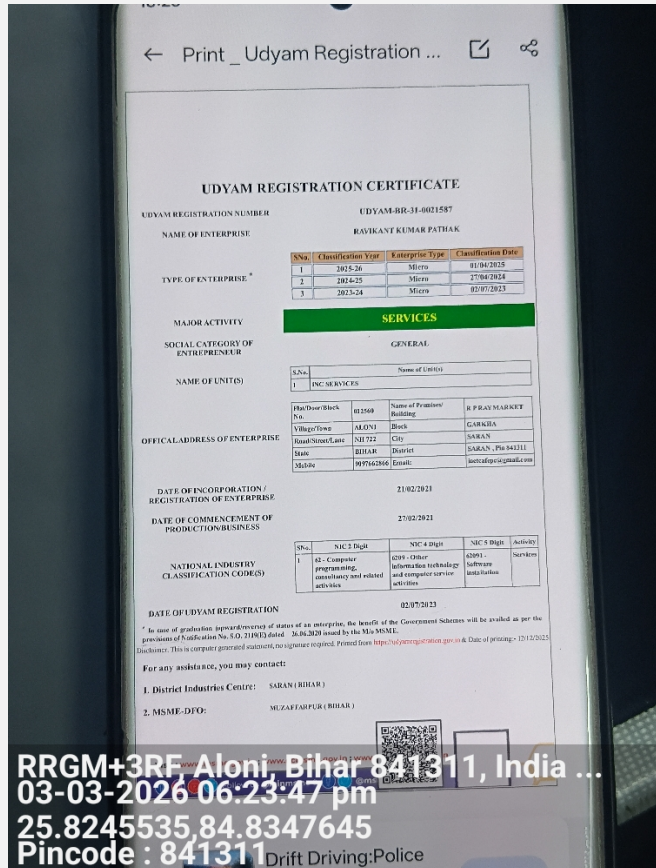 ← Print _ Udyam Registration ...
UDYAM REGISTRATION CERTIFICATE
UDYAM REGISTRATION NUMBER UDYAM-BR-31-0021587
NAME OF ENTERPRISE RAVIKANT KUMAR PATHAK
TYPE OF ENTERPRISE *
SNo. Classification Year Enterprise Type Classification Date
1 2025-26 Micro 01/04/2025
2 2024-25 Micro 27/04/2024
3 2023-24 Micro 02/07/2023
MAJOR ACTIVITY SERVICES
SOCIAL CATEGORY OF ENTREPRENEUR GENERAL
NAME OF UNIT(S)
S.No. Name of Unit(s)
1 INC SERVICES
OFFICAL ADDRESS OF ENTERPRISE
Flat/Door/Block No. 012560 Name of Premises/ Building R P RAY MARKET
Village/Town ALONI Block GARKHA
Road/Street/Lane NH 722 City SARAN
State BIHAR District SARAN , Pin 841311
Mobile 9097662866 Email:
DATE OF INCORPORATION / REGISTRATION OF ENTERPRISE 21/02/2021
DATE OF COMMENCEMENT OF PRODUCTION/BUSINESS 27/02/2021
NATIONAL INDUSTRY CLASSIFICATION CODE(S)
SNo. NIC 2 Digit NIC 4 Digit NIC 5 Digit Activity
1 62 - Computer programming, consultancy and related activities 6209 - Other information technology and computer service activities 62091 - Software installation Services
DATE OF UDYAM REGISTRATION 02/07/2023
* In case of graduation (upward/reverse) of status of an enterprise, the benefit of the Government Schemes will be availed as per the
provisions of Notification No. S.O. 2119(E) dated 26.06.2020 issued by the M/o MSME.
Disclaimer: This is computer generated statement, no signature required. Printed from https://udyamregistration.gov.in & Date of printing:- 12/12/2025
For any assistance, you may contact:
1. District Industries Centre: SARAN ( BIHAR )
2. MSME-DFO: MUZAFFARPUR ( BIHAR )
RRGM+3RF, Aloni, Bihar 841311, India ...
03-03-2026 06:23:47 pm
25.8245535,84.8347645
Pincode : 841311
Drift Driving:Police